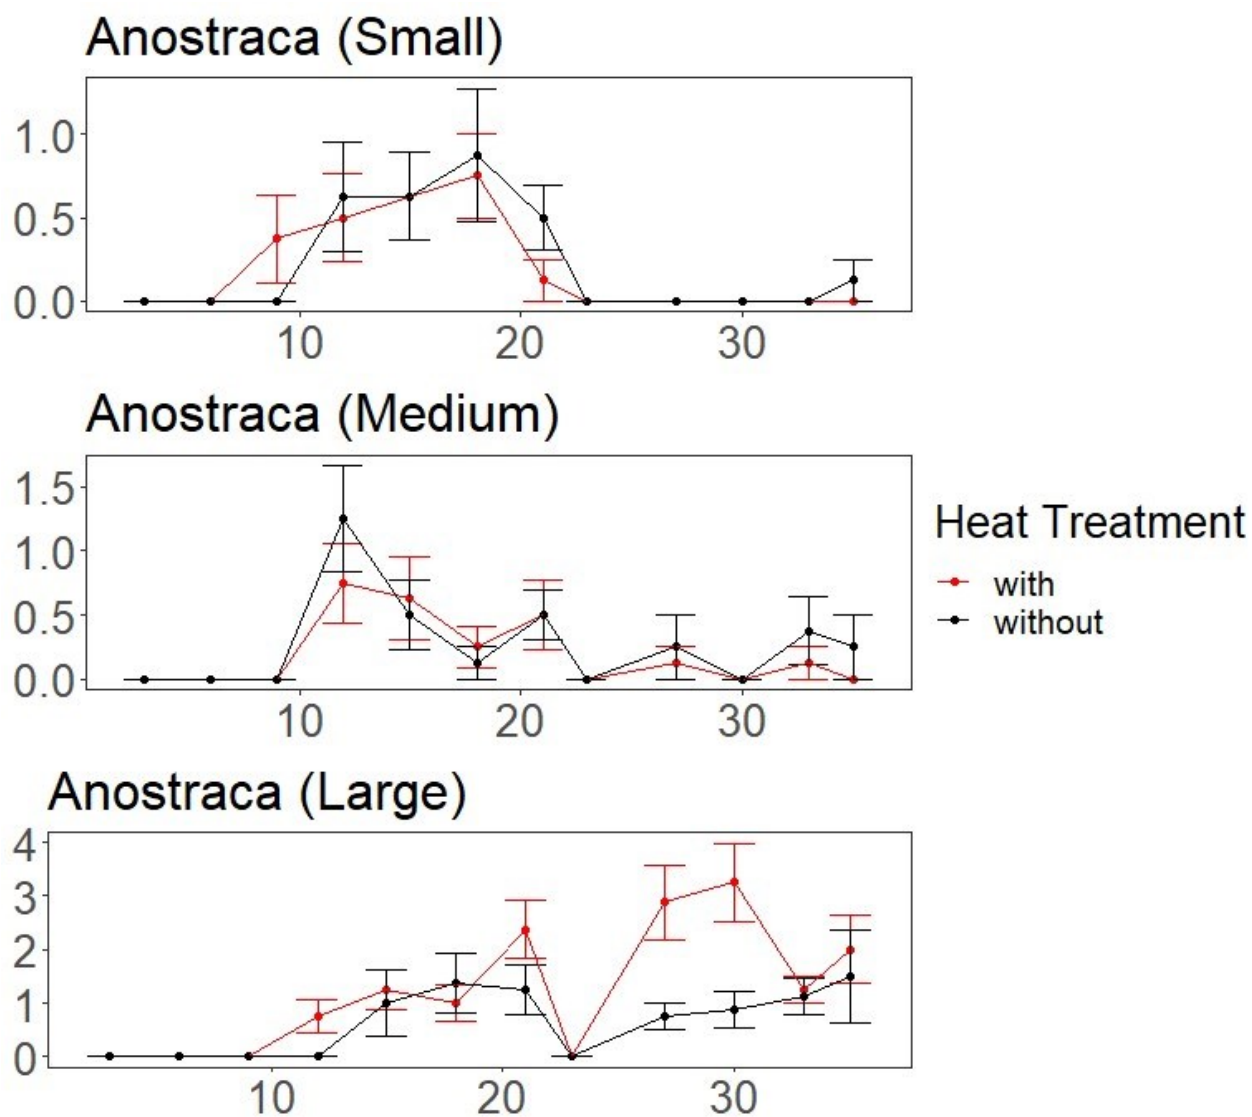 Anostraca (Small)
1.0
0.5
0.0
10 20 30
Anostraca (Medium)
1.5
1.0
0.5
0.0
10 20 30
Heat Treatment
with
without
Anostraca (Large)
4
3
2
1
0
10 20 30